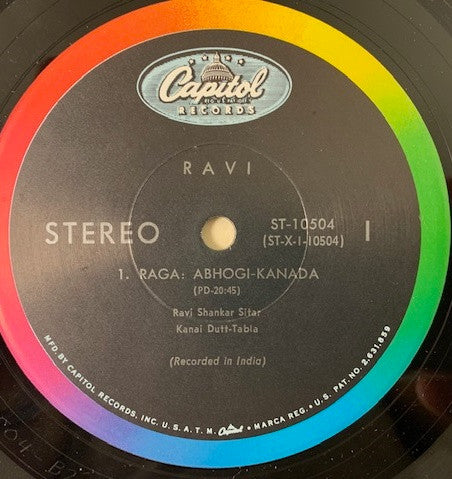 Capitol
RECORDS
RAVI
STEREO
ST-10504
(ST-X-1-10504)
1
1. RAGA: ABHOGI-KANADA
(PD-20:45)
Ravi Shankar Sitar
Kanai Dutt-Tabla
(Recorded in India)
MFD. BY CAPITOL RECORDS, INC. U.S.A. T.M. Capitol • MARCA REG. • U.S. PAT. NO. 2,631,859